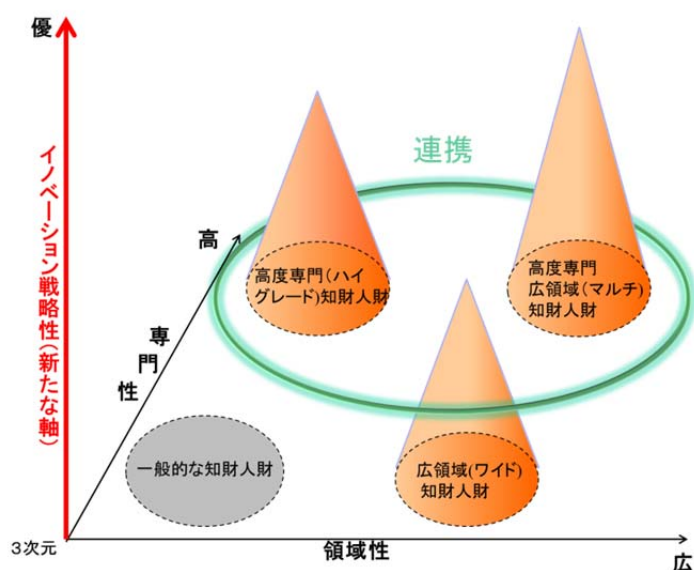 優
イノベーション戦略性(新たな軸)
連携
高
専門性
高度専門(ハイ
グレード)知財人財
高度専門
広領域(マルチ)
知財人財
一般的な知財人財
広領域(ワイド)
知財人財
3次元
領域性
広